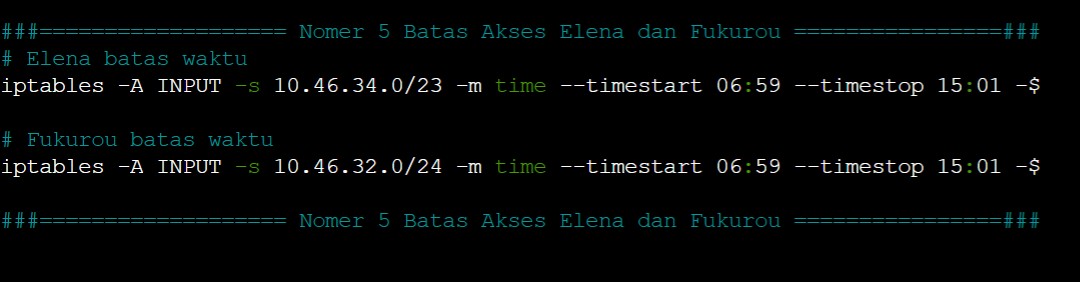 ###=================== Nomer 5 Batas Akses Elena dan Fukurou ================###
# Elena batas waktu
iptables -A INPUT -s 10.46.34.0/23 -m time --timestart 06:59 --timestop 15:01 -$
# Fukurou batas waktu
iptables -A INPUT -s 10.46.32.0/24 -m time --timestart 06:59 --timestop 15:01 -$
###=================== Nomer 5 Batas Akses Elena dan Fukurou ================###